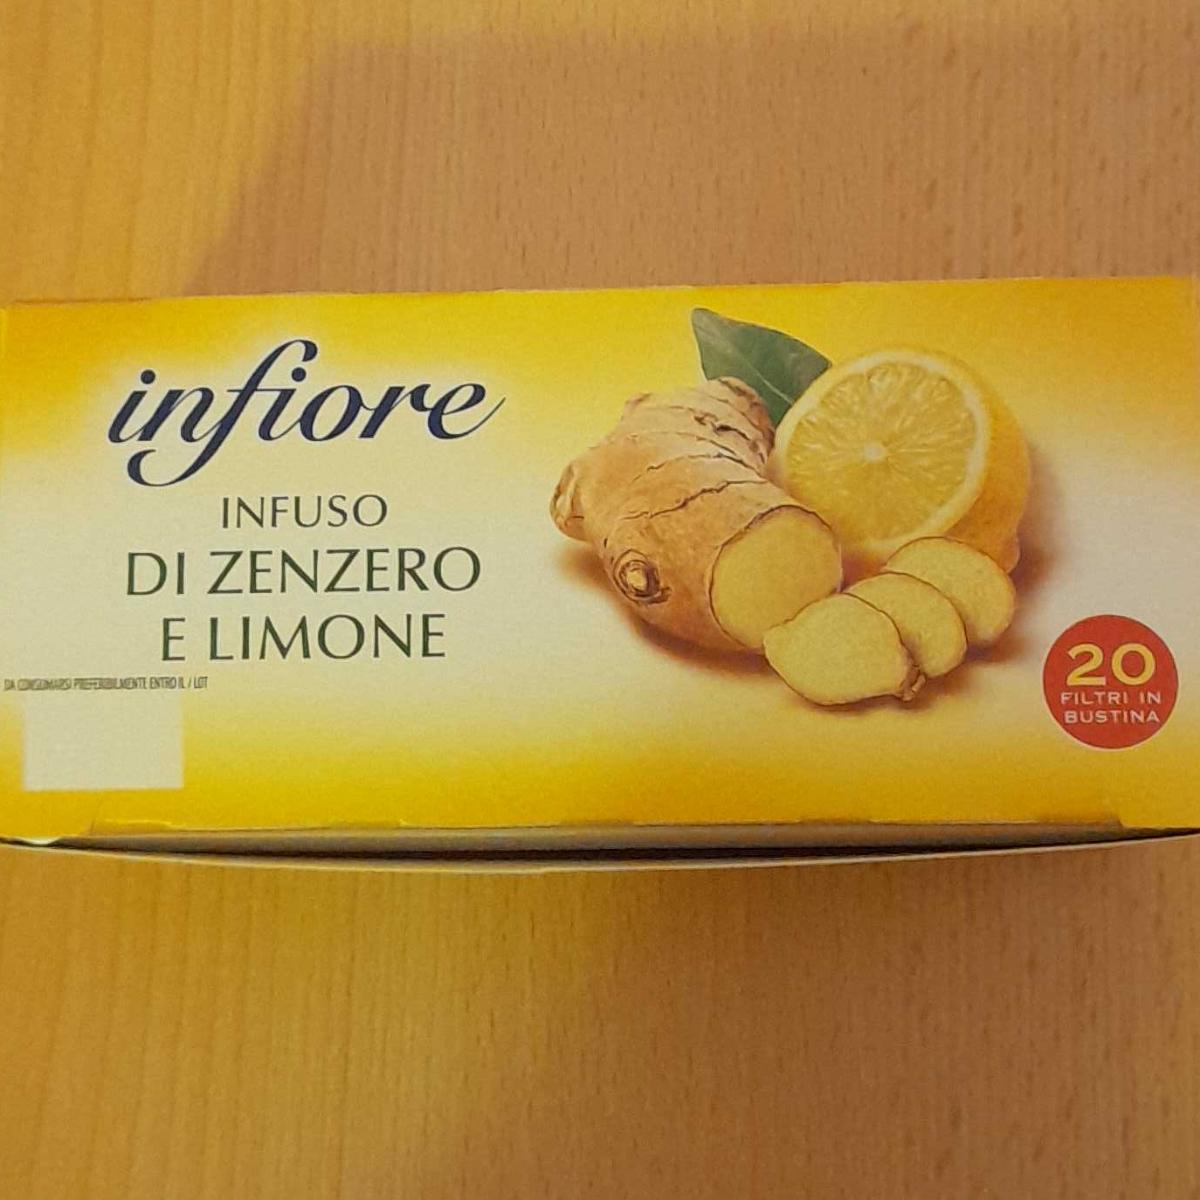 infiore
INFUSO
DI ZENZERO
E LIMONE
DA CONSUMARSI PREFERIBILMENTE ENTRO IL / LOT
20
FILTRI IN
BUSTINA